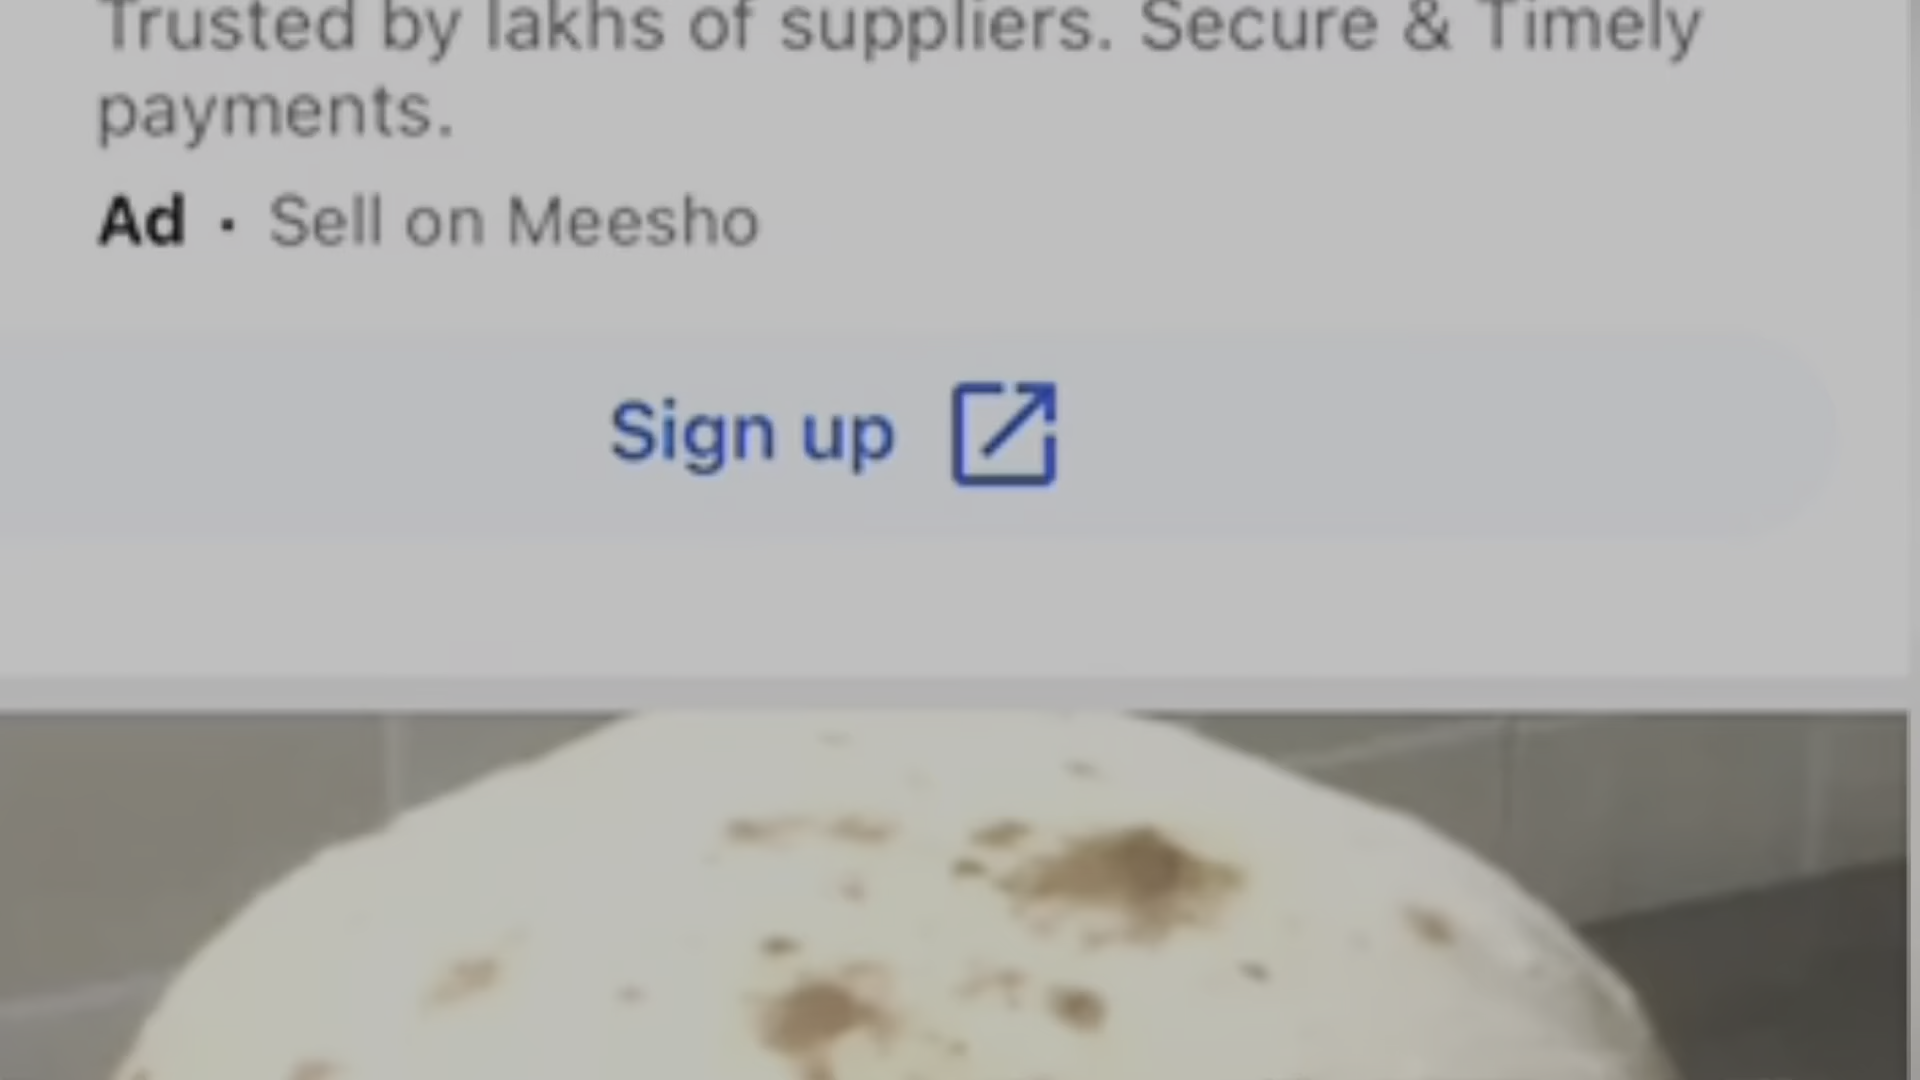 Trusted by lakhs of suppliers. Secure & Timely
payments.
Ad · Sell on Meesho
Sign up